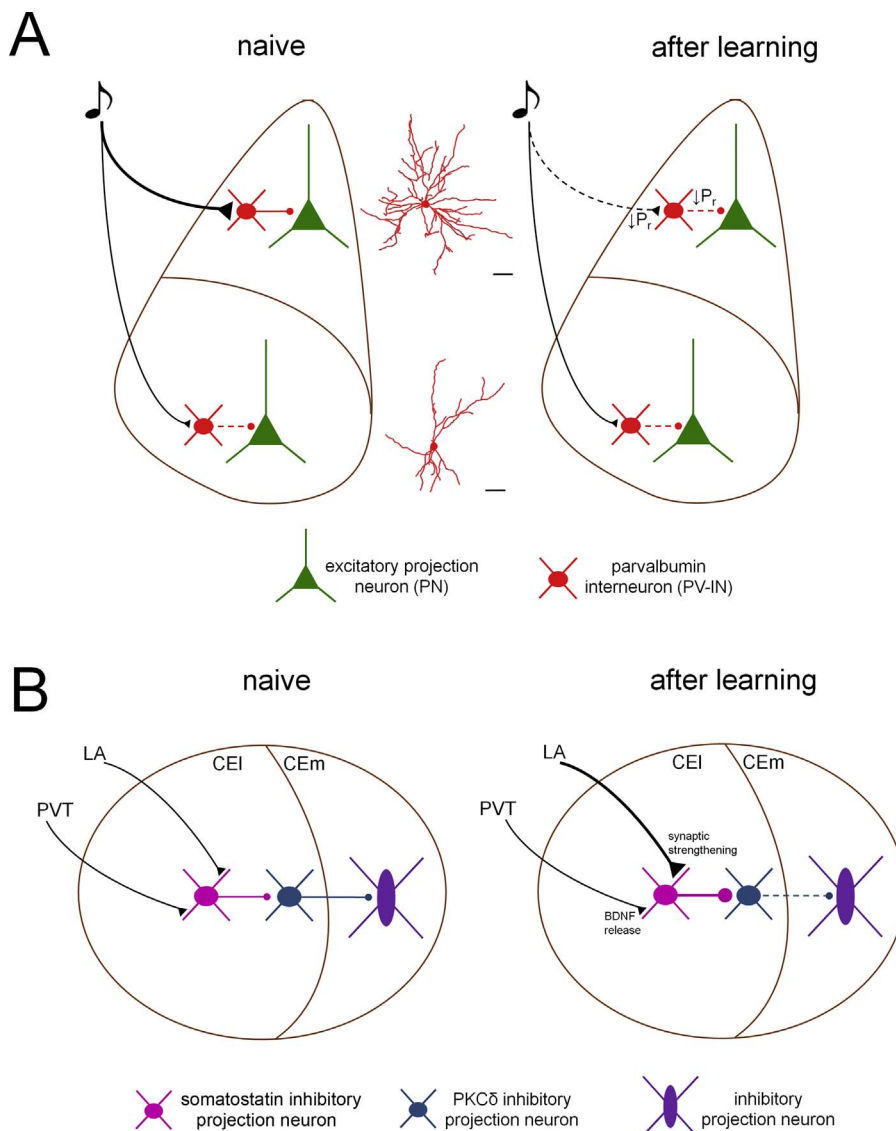 A
naive
after learning
↓Pr
↓Pr
excitatory projection
neuron (PN)
parvalbumin
interneuron (PV-IN)
B
naive
after learning
LA
CEl
CEm
PVT
LA
CEl
CEm
PVT
synaptic
strengthening
BDNF
release
somatostatin inhibitory
projection neuron
PKCδ inhibitory
projection neuron
inhibitory
projection neuron